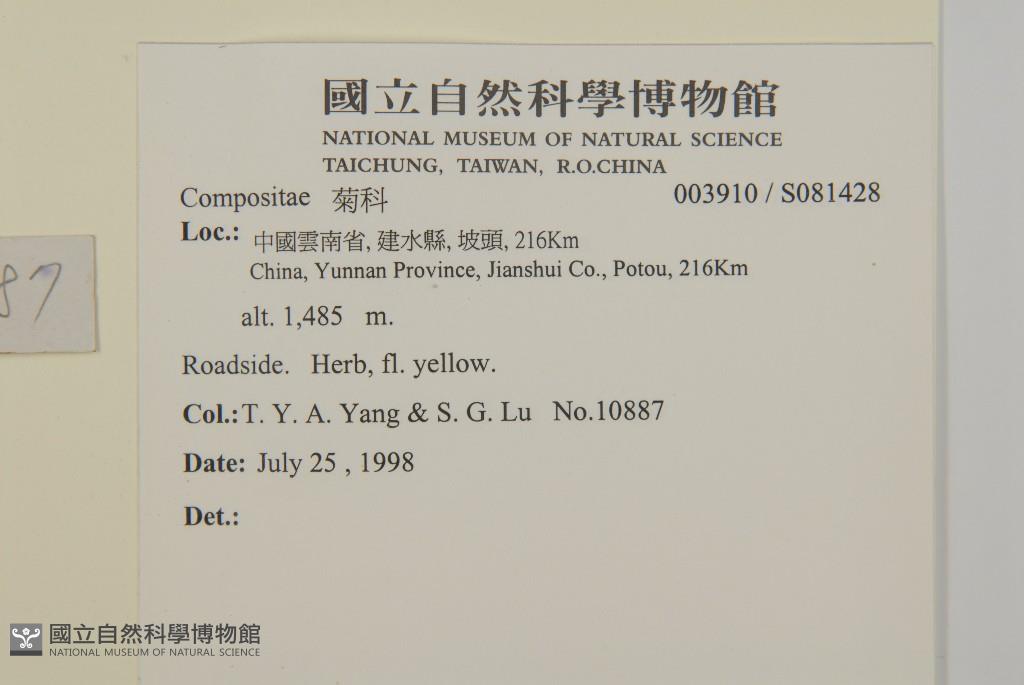 國立自然科學博物館
NATIONAL MUSEUM OF NATURAL SCIENCE
TAICHUNG, TAIWAN, R.O.CHINA
Compositae 菊科 003910 / S081428
Loc.: 中國雲南省, 建水縣, 坡頭, 216Km
China, Yunnan Province, Jianshui Co., Potou, 216Km
alt. 1,485 m.
Roadside. Herb, fl. yellow.
Col.: T. Y. A. Yang & S. G. Lu No.10887
Date: July 25 , 1998
Det.:
87
國立自然科學博物館
NATIONAL MUSEUM OF NATURAL SCIENCE